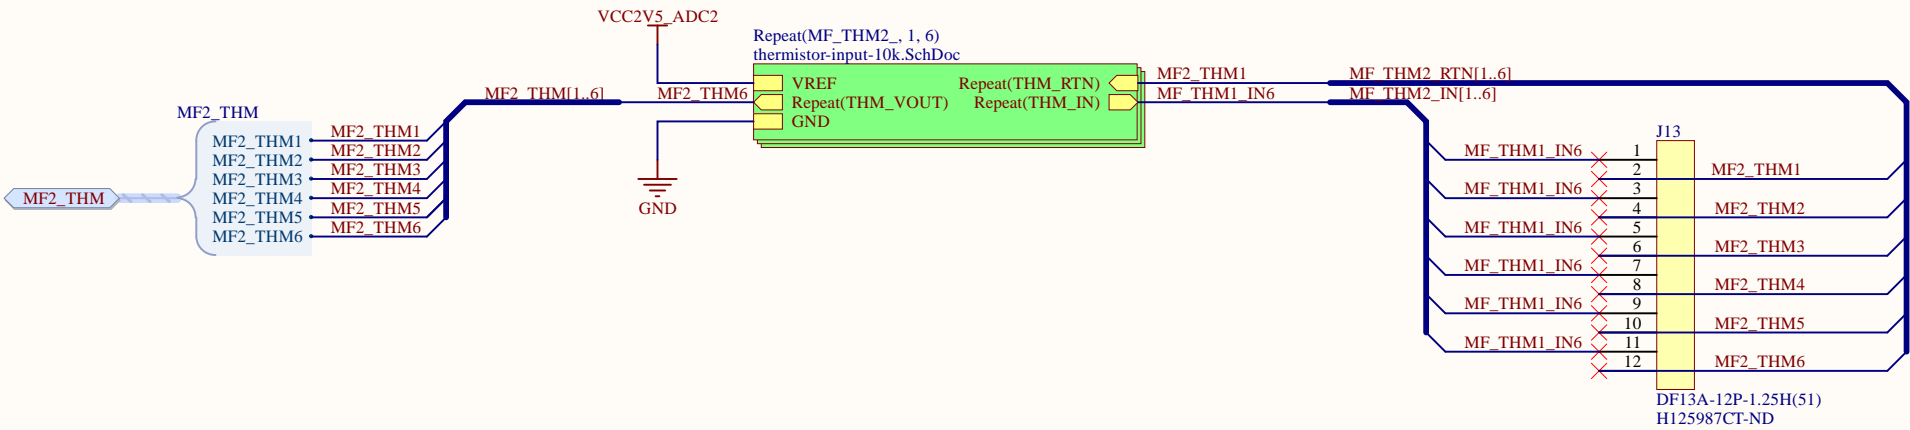 VCC2V5_ADC2
Repeat(MF_THM2_, 1, 6)
thermistor-input-10k.SchDoc
VREF
Repeat(THM_VOUT)
GND
Repeat(THM_RTN)
Repeat(THM_IN)
MF2_THM[1..6]
MF2_THM6
MF2_THM1
MF_THM1_IN6
MF_THM2_RTN[1..6]
MF_THM2_IN[1..6]
GND
MF2_THM
MF2_THM
MF2_THM1
MF2_THM2
MF2_THM3
MF2_THM4
MF2_THM5
MF2_THM6
MF2_THM1
MF2_THM2
MF2_THM3
MF2_THM4
MF2_THM5
MF2_THM6
J13
MF_THM1_IN6 1
2 MF2_THM1
MF_THM1_IN6 3
4 MF2_THM2
MF_THM1_IN6 5
6 MF2_THM3
MF_THM1_IN6 7
8 MF2_THM4
MF_THM1_IN6 9
10 MF2_THM5
MF_THM1_IN6 11
12 MF2_THM6
DF13A-12P-1.25H(51)
H125987CT-ND